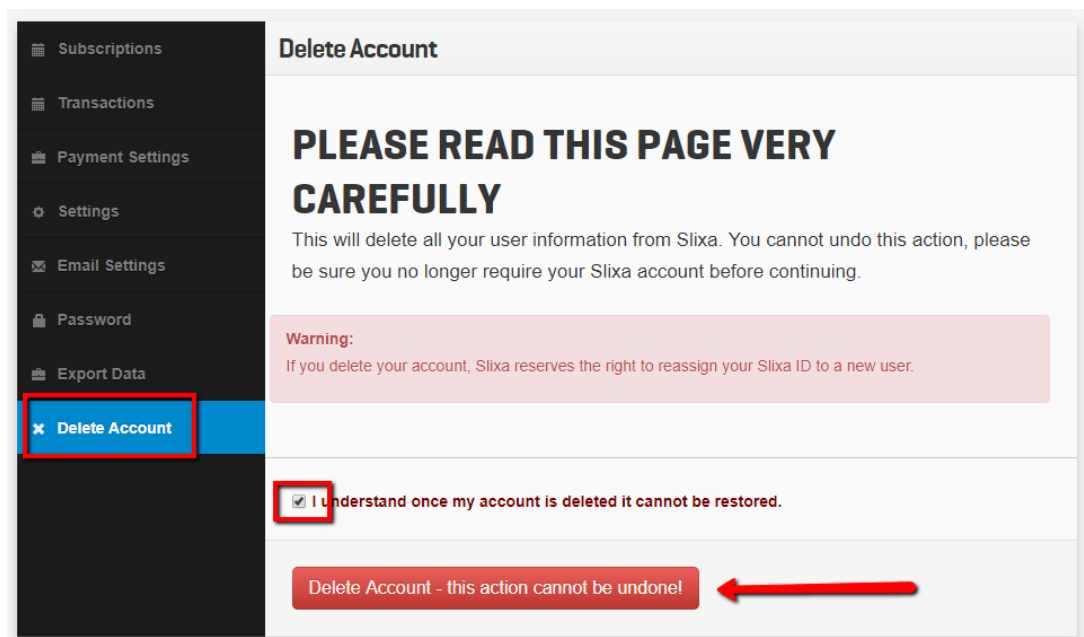 Subscriptions
Transactions
Payment Settings
Settings
Email Settings
Password
Export Data
Delete Account
Delete Account
PLEASE READ THIS PAGE VERY
CAREFULLY
This will delete all your user information from Slixa. You cannot undo this action, please
be sure you no longer require your Slixa account before continuing.
Warning:
If you delete your account, Slixa reserves the right to reassign your Slixa ID to a new user.
I understand once my account is deleted it cannot be restored.
Delete Account - this action cannot be undone!